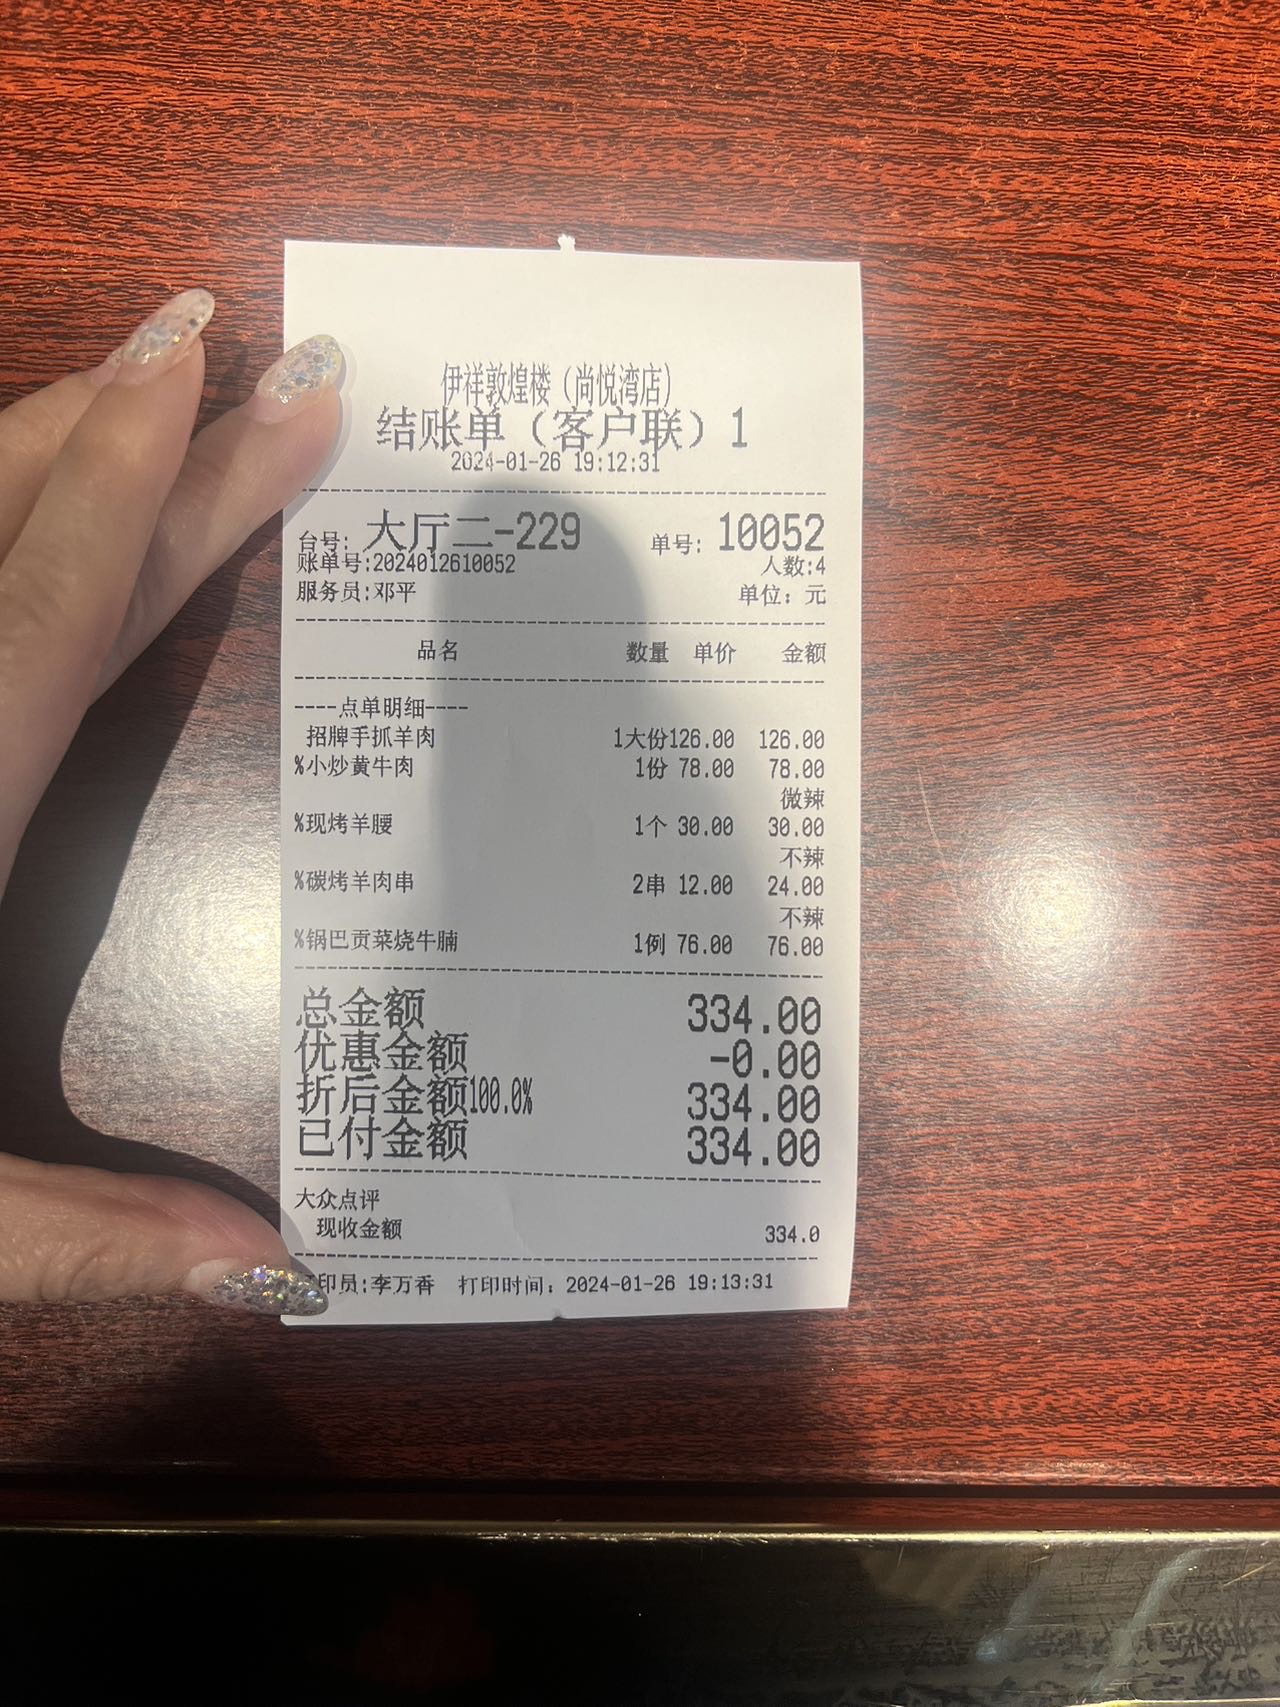 伊祥敦煌楼（尚悦湾店）
结账单（客户联）1
2024-01-26 19:12:31
台号: 大厅二-229 单号: 10052
账单号:2024012610052 人数:4
服务员:邓平 单位：元
品名 数量 单价 金额
----点单明细----
招牌手抓羊肉 1大份126.00 126.00
%小炒黄牛肉 1份 78.00 78.00
微辣
%现烤羊腰 1个 30.00 30.00
不辣
%碳烤羊肉串 2串 12.00 24.00
不辣
%锅巴贡菜烧牛腩 1例 76.00 76.00
总金额 334.00
优惠金额 -0.00
折后金额100.0% 334.00
已付金额 334.00
大众点评
现收金额 334.0
印员:李万香 打印时间：2024-01-26 19:13:31